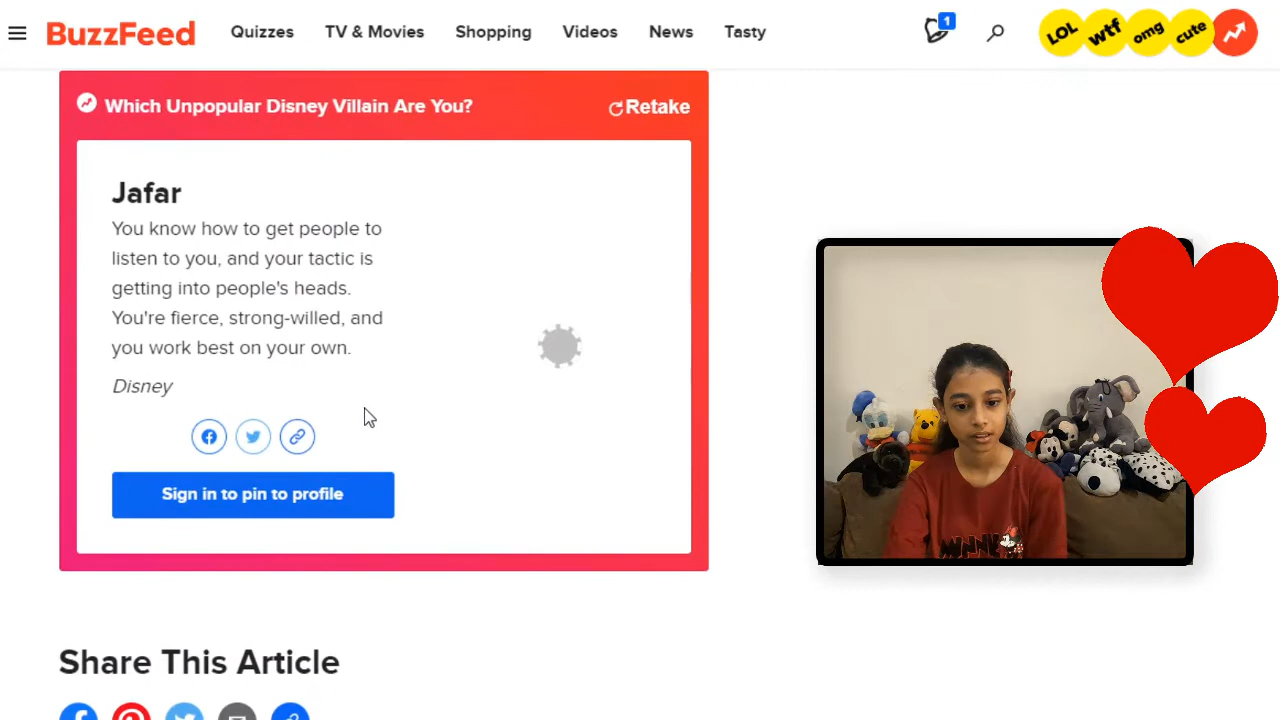 BuzzFeed Quizzes TV & Movies Shopping Videos News Tasty 1 LOL wtf omg cute
Which Unpopular Disney Villain Are You? Retake
Jafar
You know how to get people to
listen to you, and your tactic is
getting into people's heads.
You're fierce, strong-willed, and
you work best on your own.
Disney
Sign in to pin to profile
Share This Article